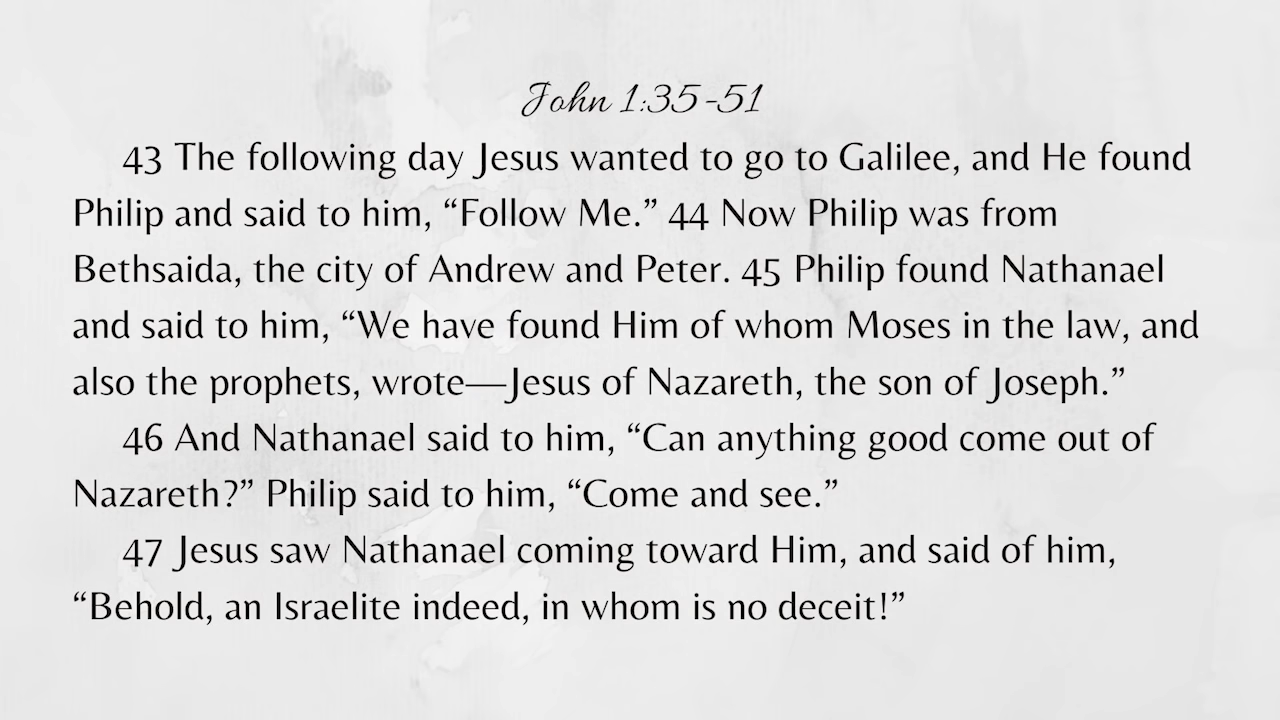 John 1:35-51
43 The following day Jesus wanted to go to Galilee, and He found
Philip and said to him, “Follow Me.” 44 Now Philip was from
Bethsaida, the city of Andrew and Peter. 45 Philip found Nathanael
and said to him, “We have found Him of whom Moses in the law, and
also the prophets, wrote—Jesus of Nazareth, the son of Joseph.”
46 And Nathanael said to him, “Can anything good come out of
Nazareth?” Philip said to him, “Come and see.”
47 Jesus saw Nathanael coming toward Him, and said of him,
“Behold, an Israelite indeed, in whom is no deceit!”